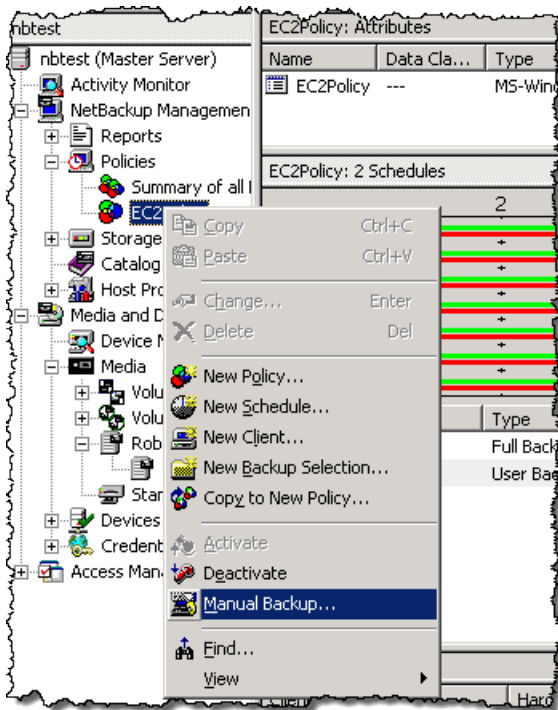 nbtest
EC2Policy: Attributes
nbtest (Master Server)
Name Data Cla... Type
Activity Monitor
EC2Policy --- MS-Wind
NetBackup Managemen
Reports
Policies
EC2Policy: 2 Schedules
Summary of all
2
EC2
Copy Ctrl+C
Storage
Paste Ctrl+V
Catalog
Host Pro
Change... Enter
Media and D
Delete Del
Device M
Media
New Policy...
Volu
New Schedule...
Type
Volu
New Client...
Full Back
Rob
New Backup Selection...
User Bac
Copy to New Policy...
Stan
Devices
Activate
Credent
Deactivate
Access Man
Manual Backup...
Find...
View
Client
Hard